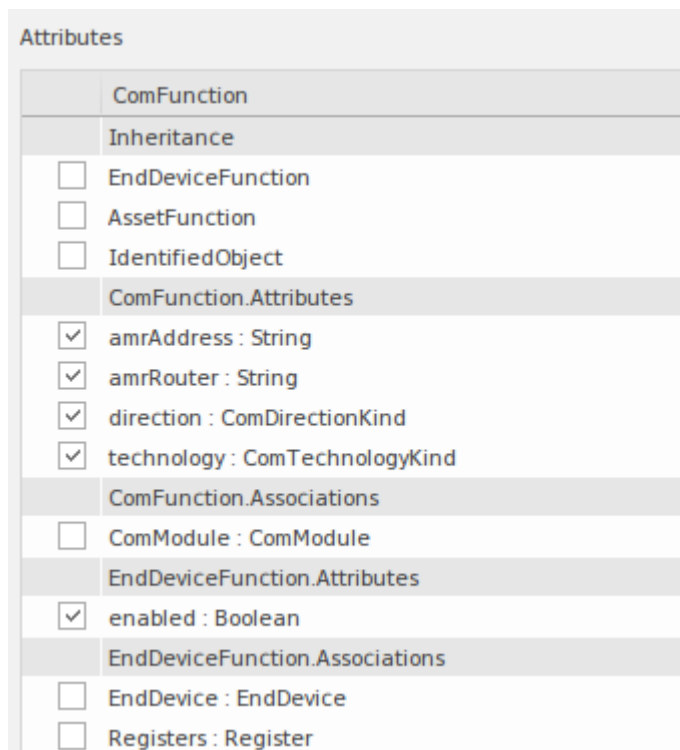 Attributes
ComFunction
Inheritance
EndDeviceFunction
AssetFunction
IdentifiedObject
ComFunction.Attributes
amrAddress : String
amrRouter : String
direction : ComDirectionKind
technology : ComTechnologyKind
ComFunction.Associations
ComModule : ComModule
EndDeviceFunction.Attributes
enabled : Boolean
EndDeviceFunction.Associations
EndDevice : EndDevice
Registers : Register